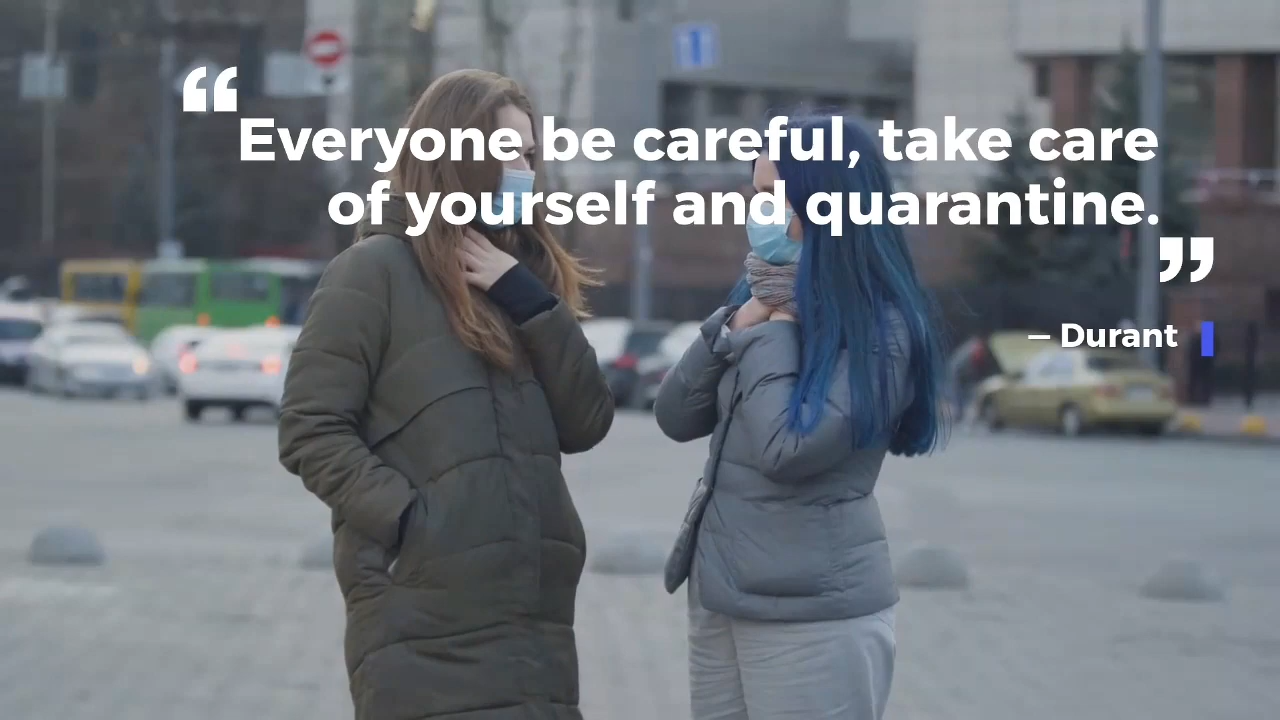 “Everyone be careful, take care
of yourself and quarantine.”
– Durant